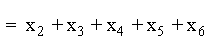 = x₂ + x₃ + x₄ + x₅ + x₆